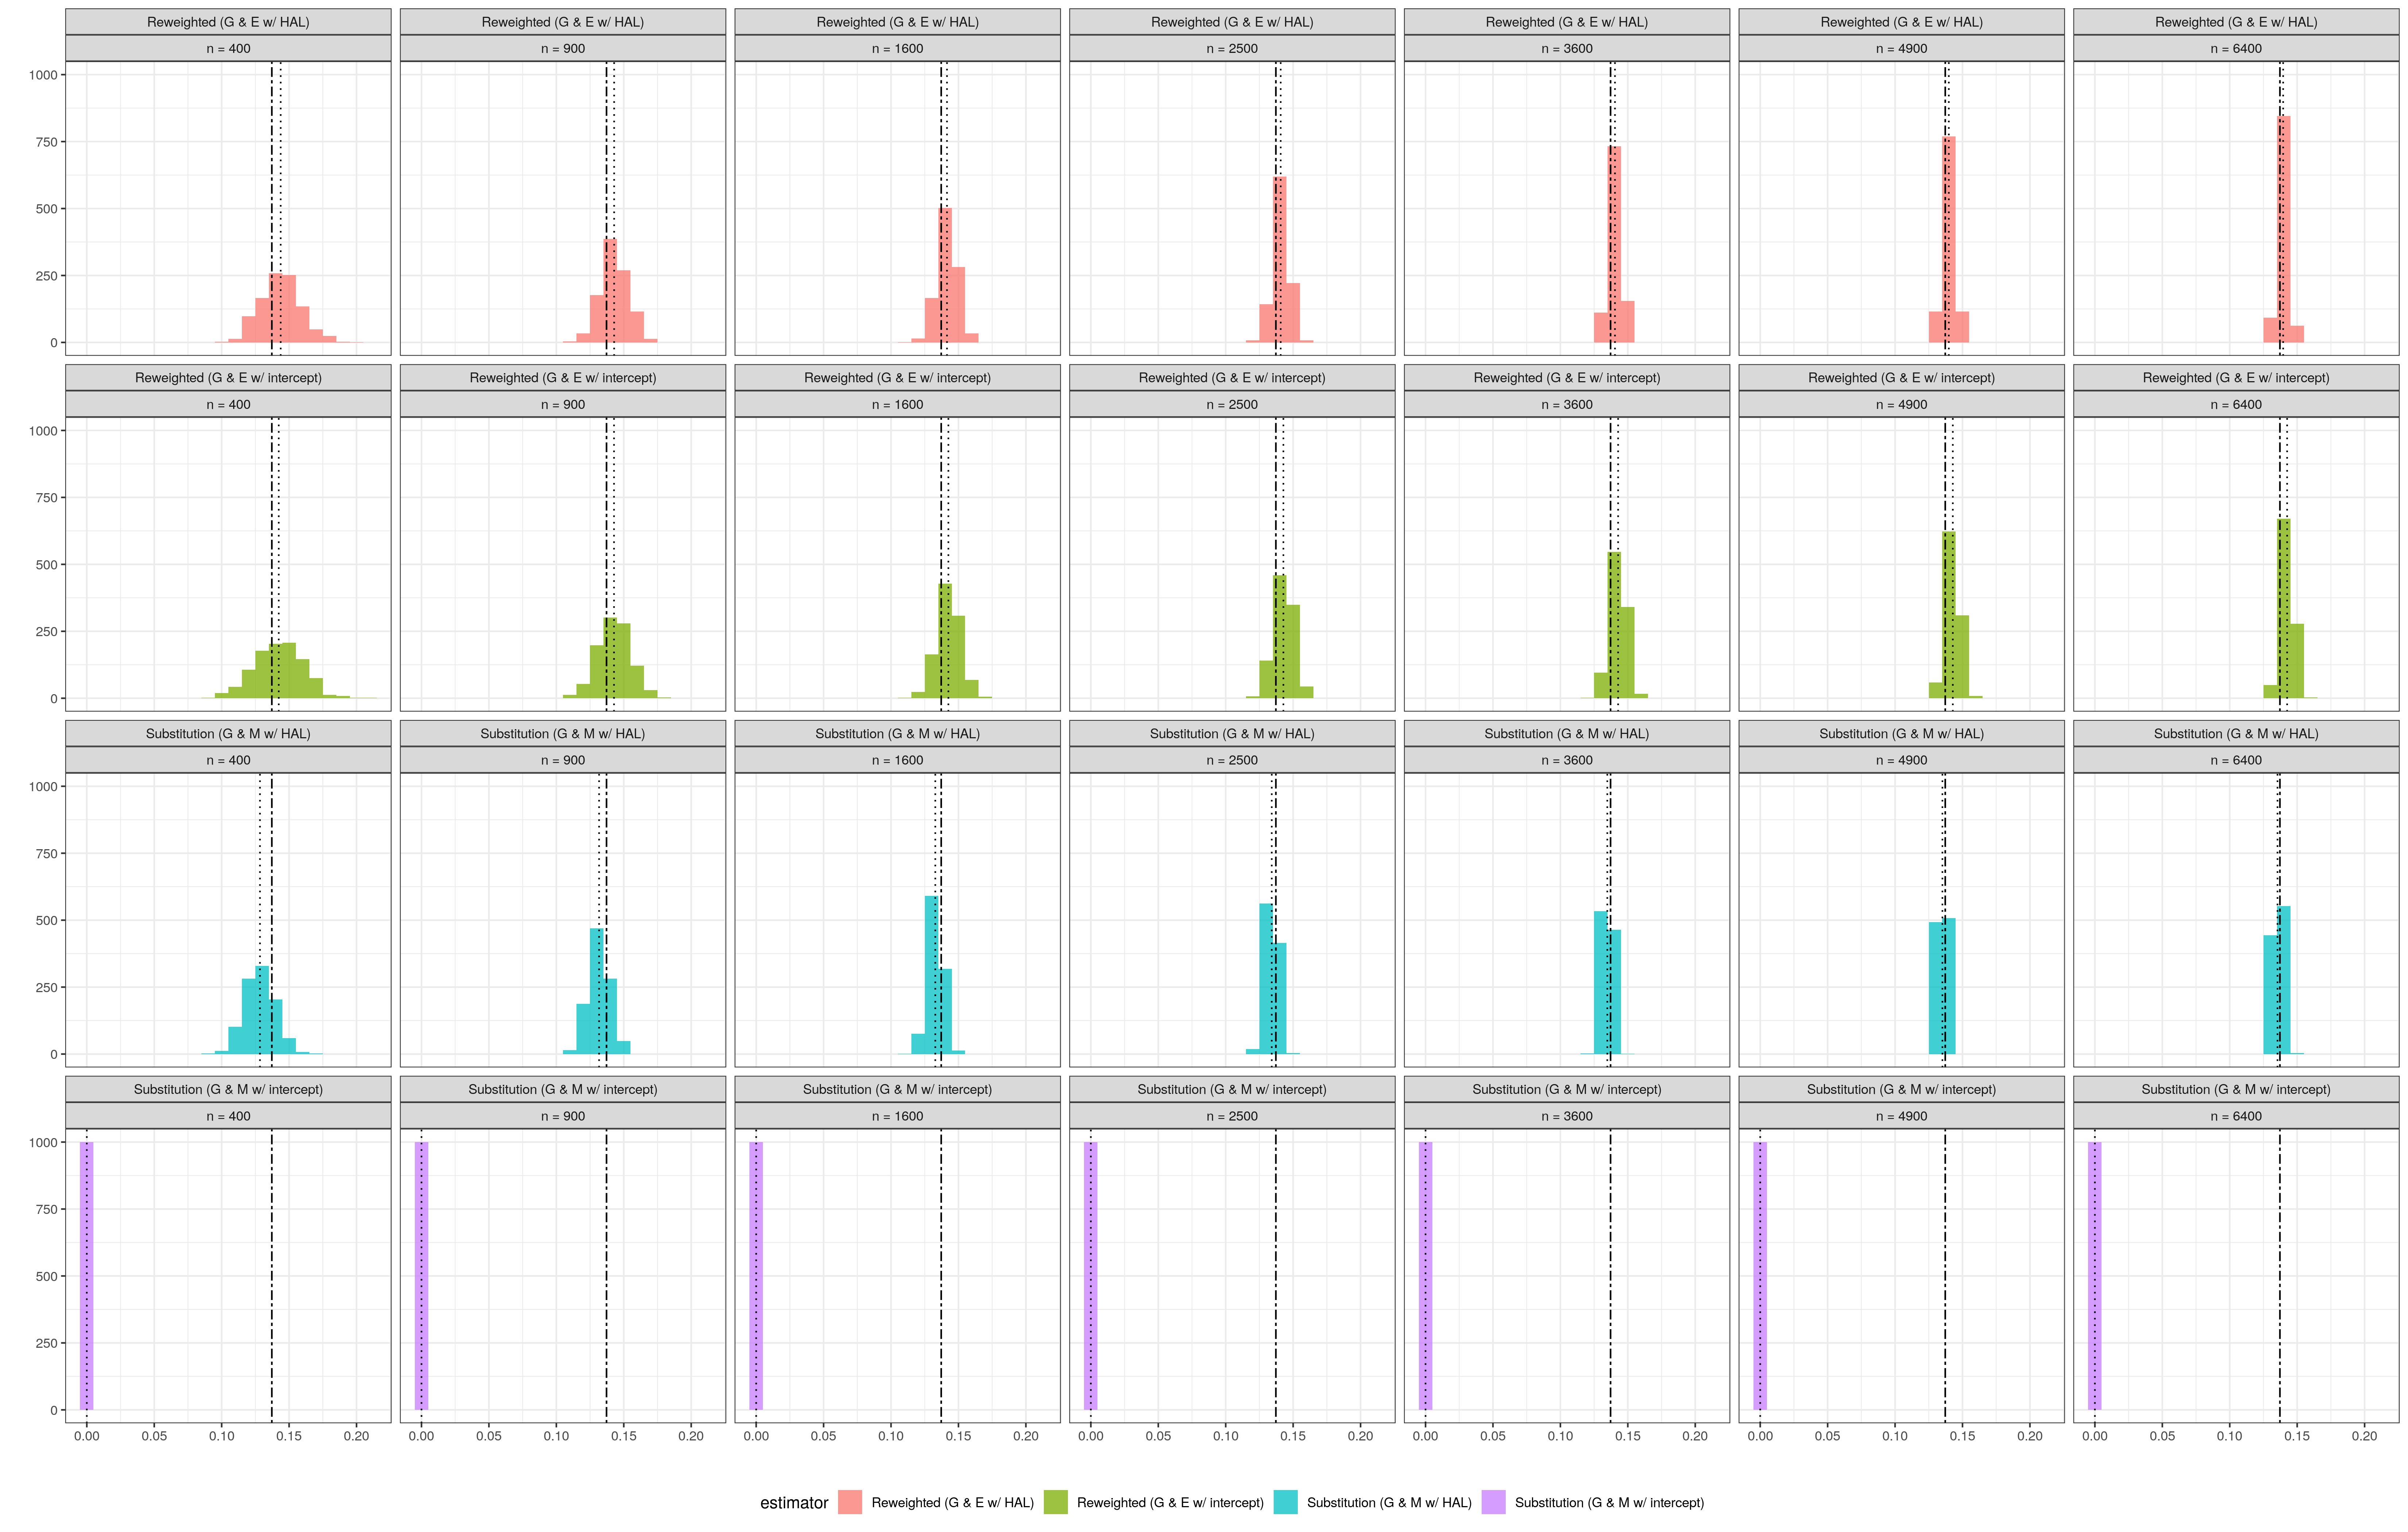 Reweighted (G & E w/ HAL) Reweighted (G & E w/ HAL) Reweighted (G & E w/ HAL) Reweighted (G & E w/ HAL) Reweighted (G & E w/ HAL) Reweighted (G & E w/ HAL) Reweighted (G & E w/ HAL)
n = 400 n = 900 n = 1600 n = 2500 n = 3600 n = 4900 n = 6400
1000
750
500
250
0
Reweighted (G & E w/ intercept) Reweighted (G & E w/ intercept) Reweighted (G & E w/ intercept) Reweighted (G & E w/ intercept) Reweighted (G & E w/ intercept) Reweighted (G & E w/ intercept) Reweighted (G & E w/ intercept)
n = 400 n = 900 n = 1600 n = 2500 n = 3600 n = 4900 n = 6400
1000
750
500
250
0
Substitution (G & M w/ HAL) Substitution (G & M w/ HAL) Substitution (G & M w/ HAL) Substitution (G & M w/ HAL) Substitution (G & M w/ HAL) Substitution (G & M w/ HAL) Substitution (G & M w/ HAL)
n = 400 n = 900 n = 1600 n = 2500 n = 3600 n = 4900 n = 6400
1000
750
500
250
0
Substitution (G & M w/ intercept) Substitution (G & M w/ intercept) Substitution (G & M w/ intercept) Substitution (G & M w/ intercept) Substitution (G & M w/ intercept) Substitution (G & M w/ intercept) Substitution (G & M w/ intercept)
n = 400 n = 900 n = 1600 n = 2500 n = 3600 n = 4900 n = 6400
1000
750
500
250
0
0.00 0.05 0.10 0.15 0.20 0.00 0.05 0.10 0.15 0.20 0.00 0.05 0.10 0.15 0.20 0.00 0.05 0.10 0.15 0.20 0.00 0.05 0.10 0.15 0.20 0.00 0.05 0.10 0.15 0.20 0.00 0.05 0.10 0.15 0.20
estimator Reweighted (G & E w/ HAL) Reweighted (G & E w/ intercept) Substitution (G & M w/ HAL) Substitution (G & M w/ intercept)